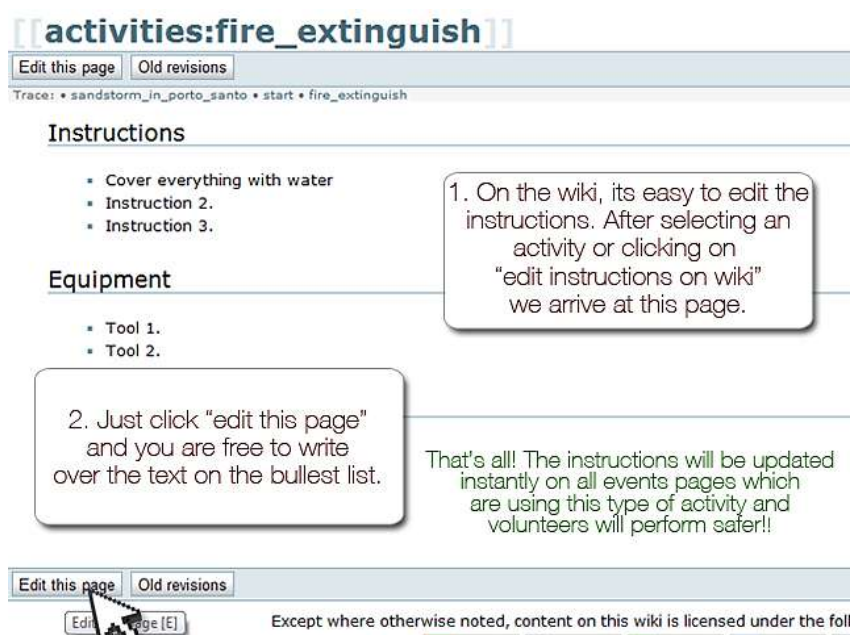 [[activities:fire_extinguish]]
Edit this page Old revisions
Trace: • sandstorm_in_porto_santo • start • fire_extinguish
Instructions
Cover everything with water
Instruction 2.
Instruction 3.
1. On the wiki, its easy to edit the
instructions. After selecting an
activity or clicking on
“edit instructions on wiki”
we arrive at this page.
Equipment
Tool 1.
Tool 2.
2. Just click “edit this page”
and you are free to write
over the text on the bullest list.
That's all! The instructions will be updated
instantly on all events pages which
are using this type of activity and
volunteers will perform safer!!
Edit this page Old revisions
[E]
Except where otherwise noted, content on this wiki is licensed under the